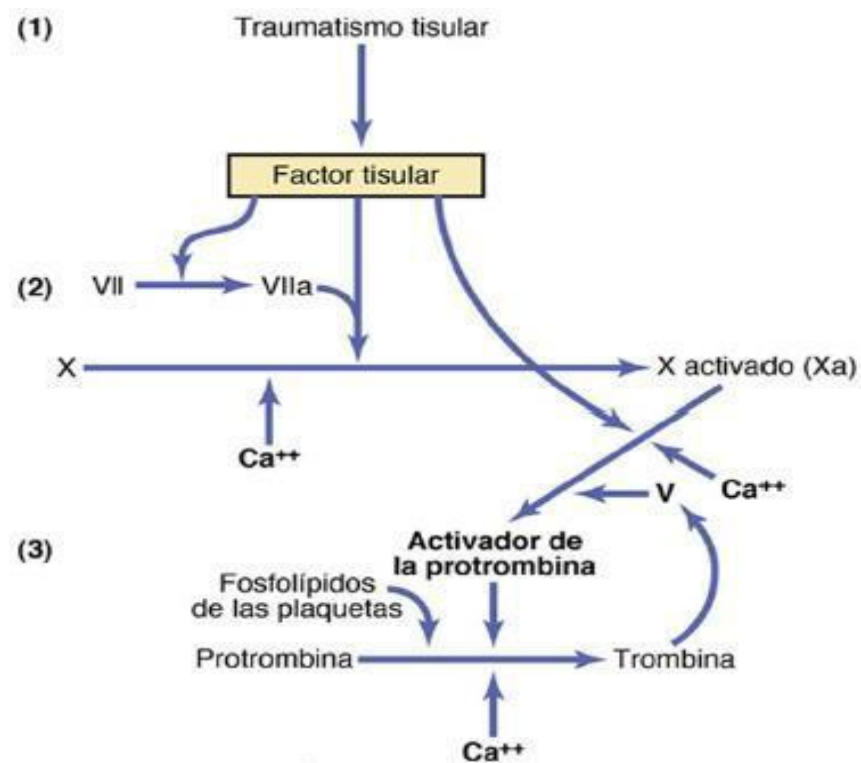 (1)
Traumatismo tisular
Factor tisular
(2)
VII
VIIa
X
X activado (Xa)
Ca++
Ca++
V
(3)
Activador de
la protrombina
Fosfolípidos
de las plaquetas
Protrombina
Trombina
Ca++